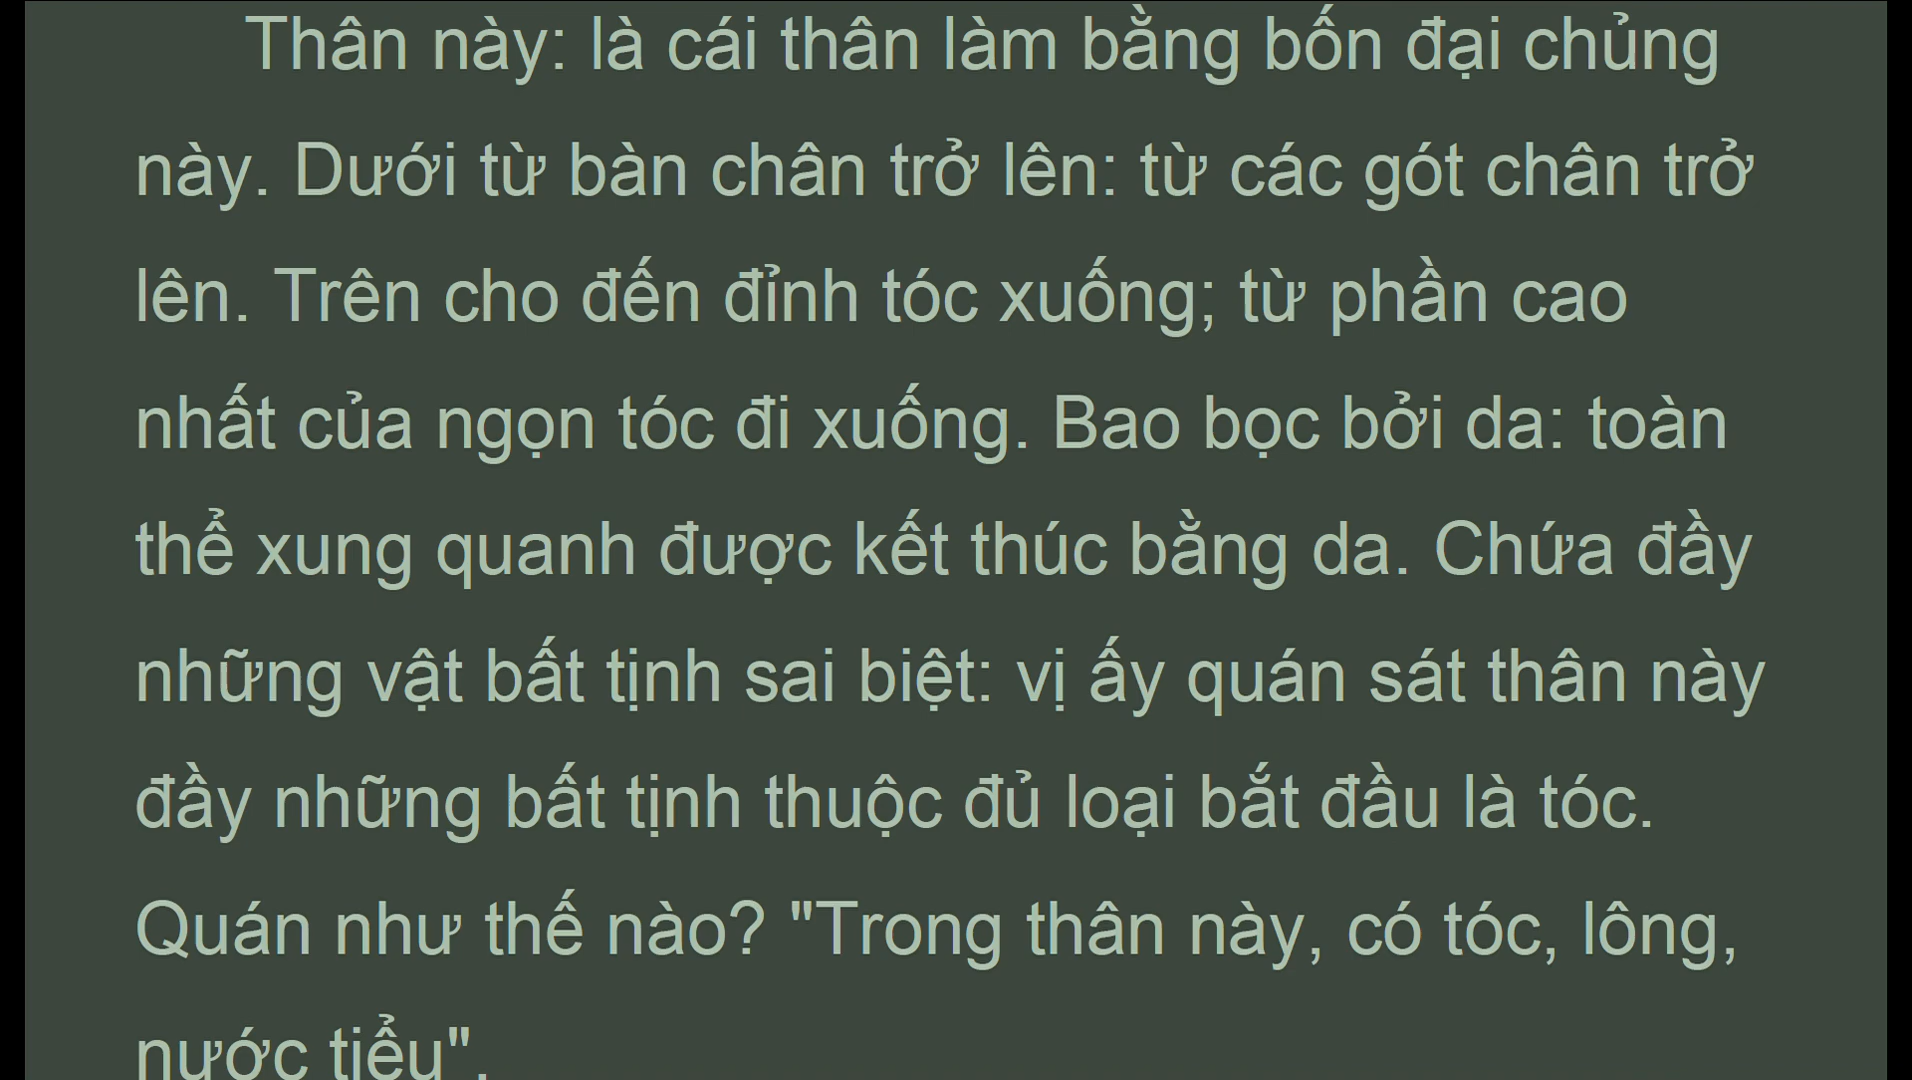 Thân này: là cái thân làm bằng bốn đại chủng
này. Dưới từ bàn chân trở lên: từ các gót chân trở
lên. Trên cho đến đỉnh tóc xuống; từ phần cao
nhất của ngọn tóc đi xuống. Bao bọc bởi da: toàn
thể xung quanh được kết thúc bằng da. Chứa đầy
những vật bất tịnh sai biệt: vị ấy quán sát thân này
đầy những bất tịnh thuộc đủ loại bắt đầu là tóc.
Quán như thế nào? "Trong thân này, có tóc, lông,
nước tiểu".